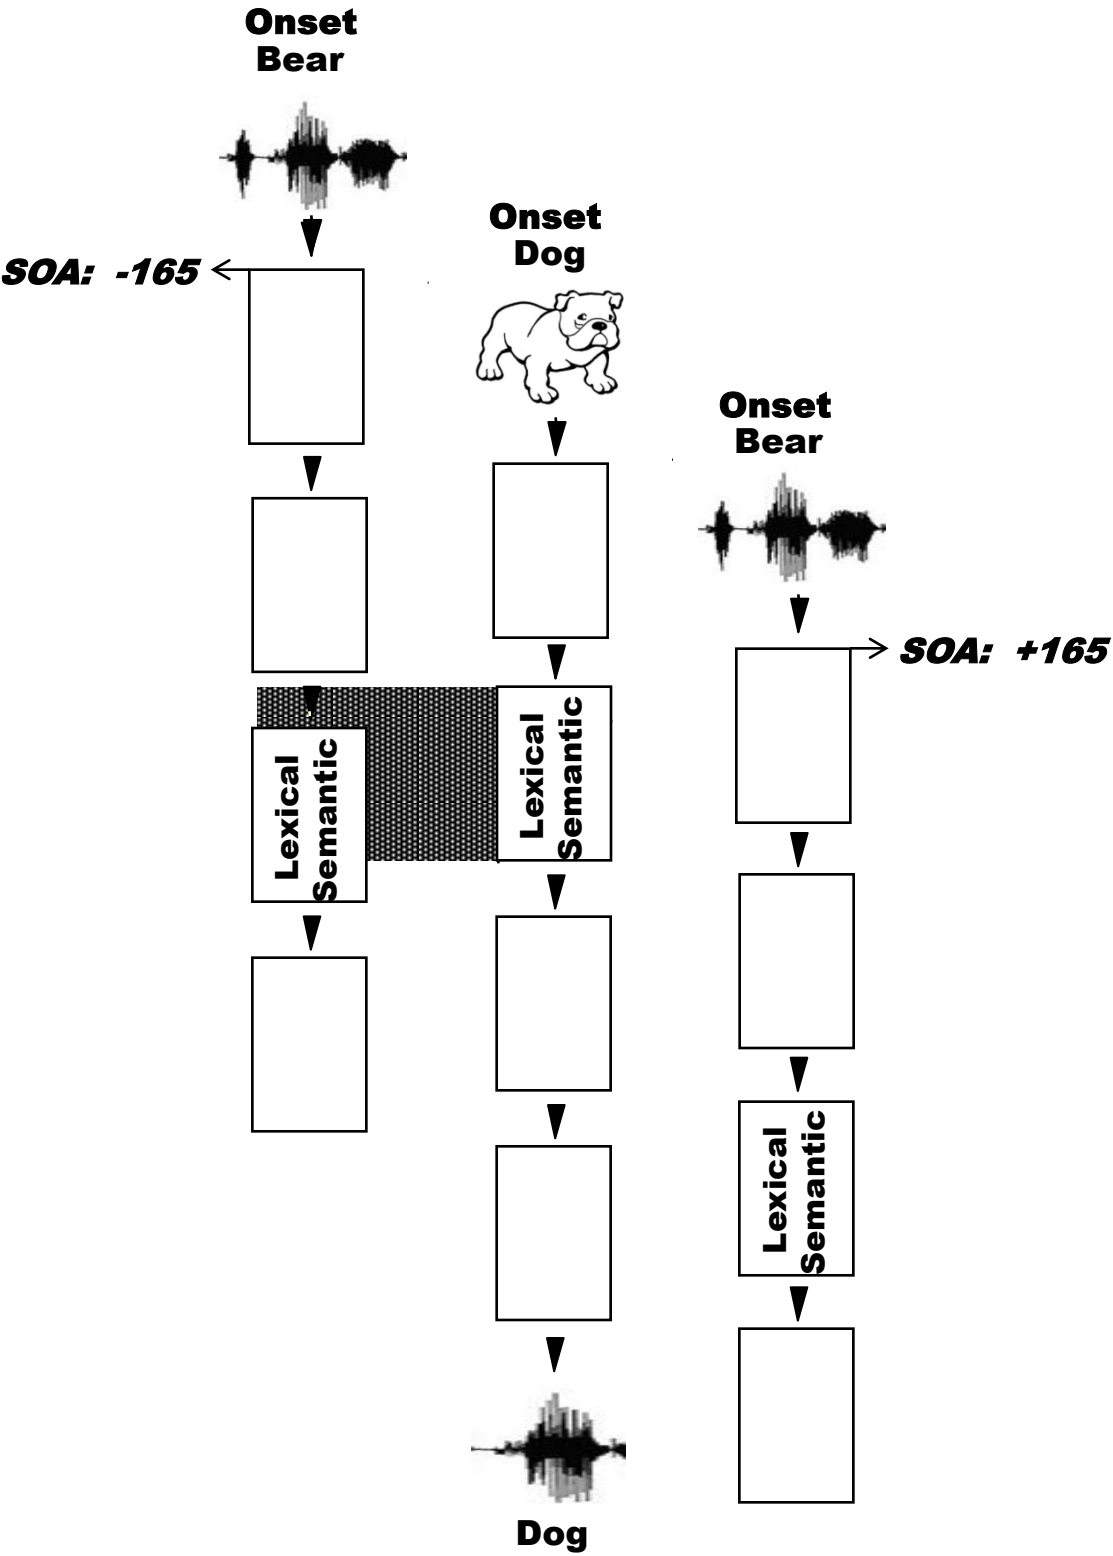 Onset
Bear
SOA: -165
Onset
Dog
Onset
Bear
SOA: +165
Lexical
Semantic
Lexical
Semantic
Lexical
Semantic
Dog